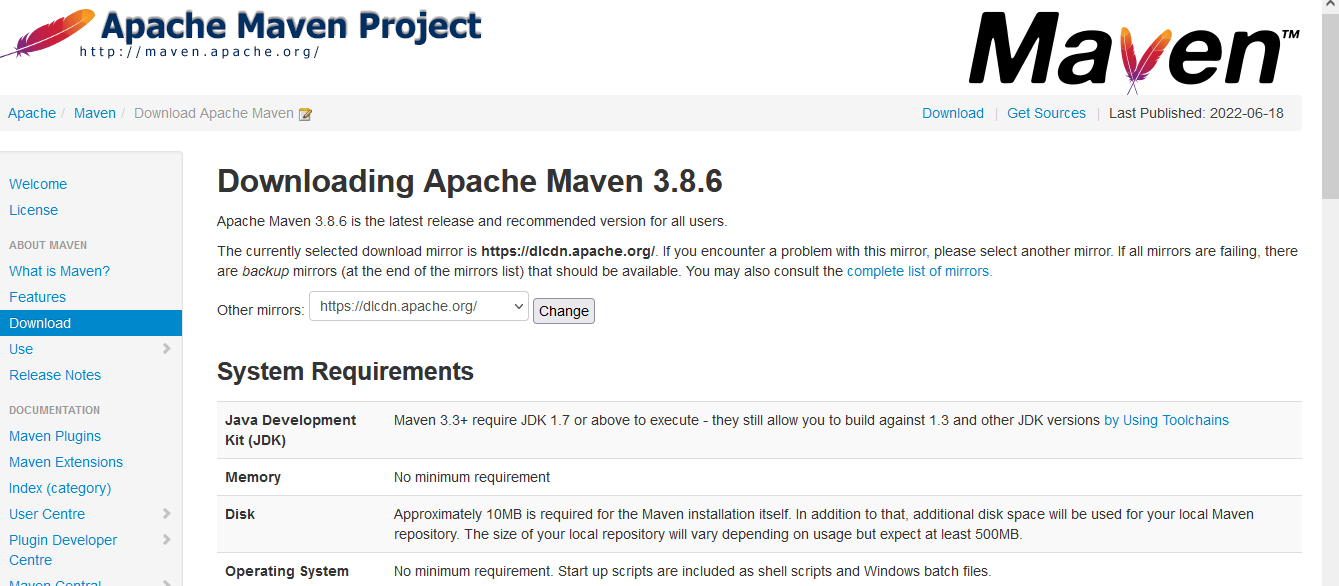 Apache Maven Project
http://maven.apache.org/
Maven™
Apache / Maven / Download Apache Maven
Download | Get Sources | Last Published: 2022-06-18
Welcome
License
ABOUT MAVEN
What is Maven?
Features
Download
Use
Release Notes
DOCUMENTATION
Maven Plugins
Maven Extensions
Index (category)
User Centre
Plugin Developer
Centre
Maven Central
Downloading Apache Maven 3.8.6
Apache Maven 3.8.6 is the latest release and recommended version for all users.
The currently selected download mirror is https://dlcdn.apache.org/. If you encounter a problem with this mirror, please select another mirror. If all mirrors are failing, there
are backup mirrors (at the end of the mirrors list) that should be available. You may also consult the complete list of mirrors.
Other mirrors: https://dlcdn.apache.org/ Change
System Requirements
Java Development
Kit (JDK)
Maven 3.3+ require JDK 1.7 or above to execute - they still allow you to build against 1.3 and other JDK versions by Using Toolchains
Memory
No minimum requirement
Disk
Approximately 10MB is required for the Maven installation itself. In addition to that, additional disk space will be used for your local Maven
repository. The size of your local repository will vary depending on usage but expect at least 500MB.
Operating System
No minimum requirement. Start up scripts are included as shell scripts and Windows batch files.